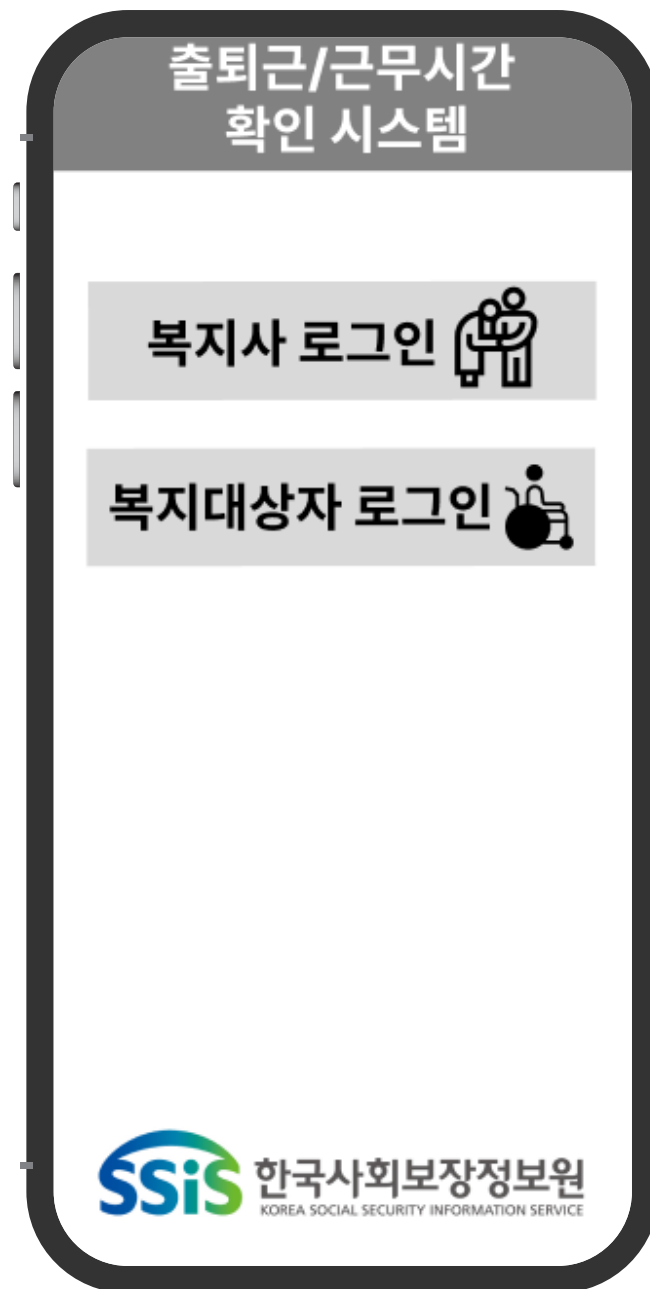 출퇴근/근무시간
확인 시스템
복지사 로그인
복지대상자 로그인
SSiS 한국사회보장정보원
KOREA SOCIAL SECURITY INFORMATION SERVICE